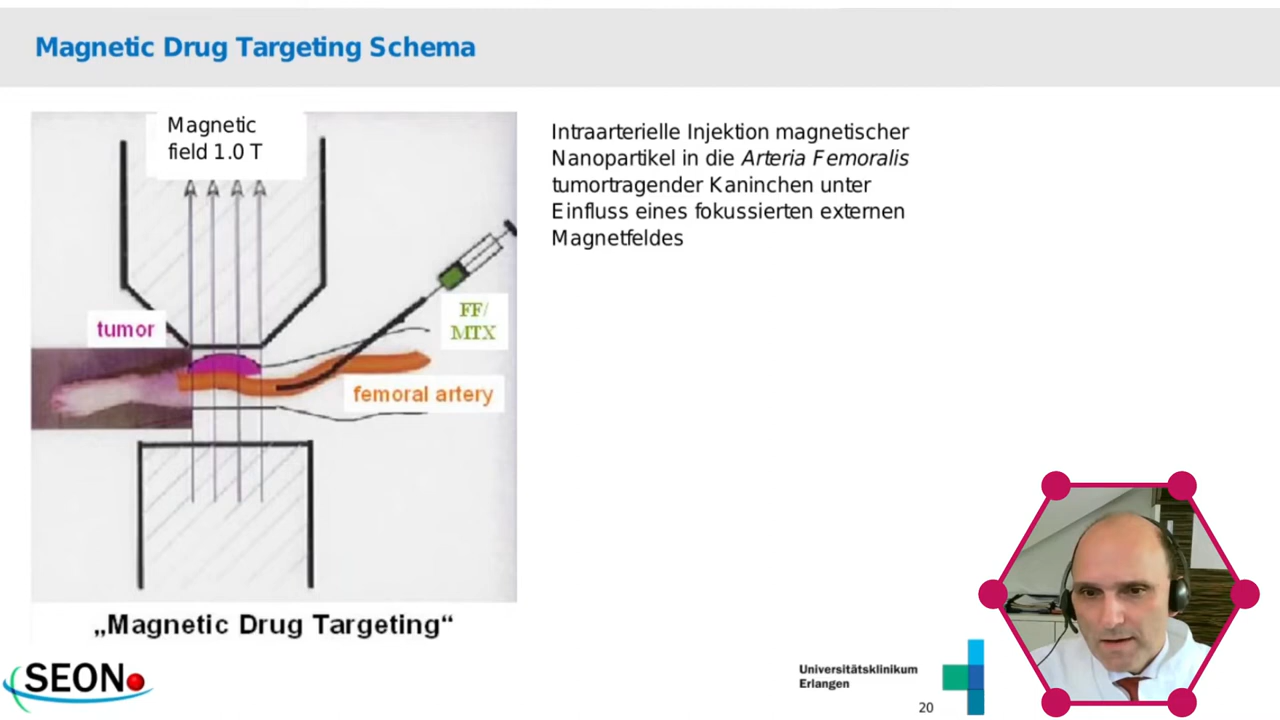 Magnetic Drug Targeting Schema
Magnetic
field 1.0 T
Intraarterielle Injektion magnetischer
Nanopartikel in die Arteria Femoralis
tumortragender Kaninchen unter
Einfluss eines fokussierten externen
Magnetfeldes
FF/
MTX
tumor
femoral artery
„Magnetic Drug Targeting“
SEON
Universitätsklinikum
Erlangen
20